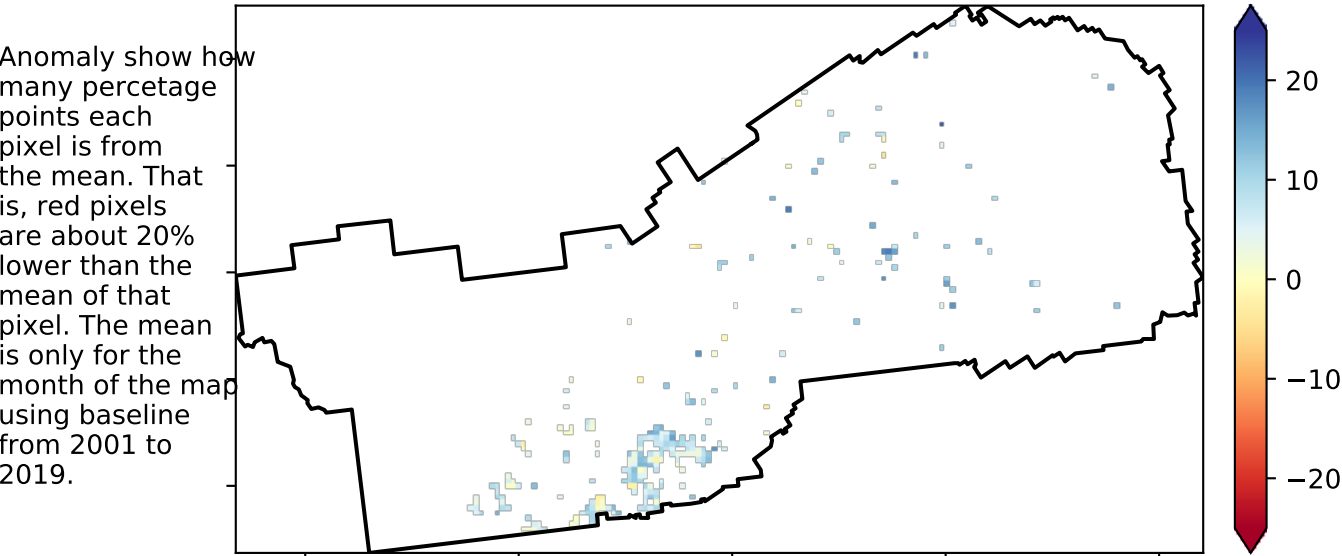 Anomaly show how
many percetage
points each
pixel is from
the mean. That
is, red pixels
are about 20%
lower than the
mean of that
pixel. The mean
is only for the
month of the map
using baseline
from 2001 to
2019.
20
10
0
−10
−20